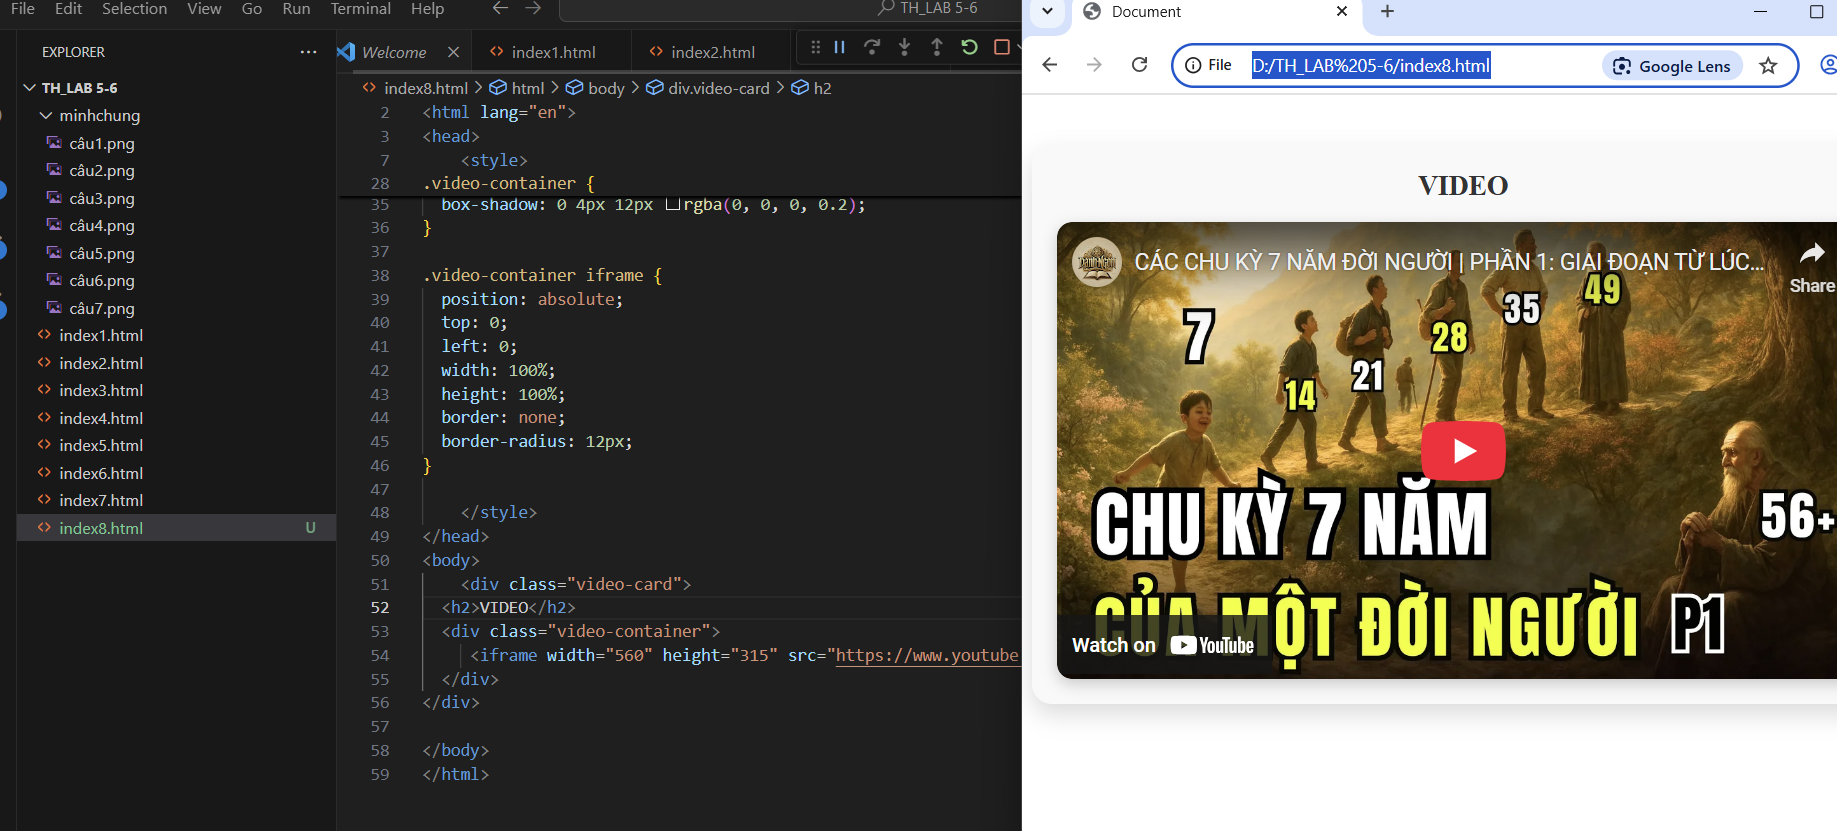 File Edit Selection View Go Run Terminal Help
TH_LAB 5-6
EXPLORER
TH_LAB 5-6
minhchung
câu1.png
câu2.png
câu3.png
câu4.png
câu5.png
câu6.png
câu7.png
index1.html
index2.html
index3.html
index4.html
index5.html
index6.html
index7.html
index8.html U
Welcome
index1.html
index2.html
index8.html > html > body > div.video-card > h2
2 <html lang="en">
3 <head>
7 <style>
28 .video-container {
35 box-shadow: 0 4px 12px rgba(0, 0, 0, 0.2);
36 }
37
38 .video-container iframe {
39 position: absolute;
40 top: 0;
41 left: 0;
42 width: 100%;
43 height: 100%;
44 border: none;
45 border-radius: 12px;
46 }
47
48 </style>
49 </head>
50 <body>
51 <div class="video-card">
52 <h2>VIDEO</h2>
53 <div class="video-container">
54 <iframe width="560" height="315" src="https://www.youtube
55 </div>
56 </div>
57
58 </body>
59 </html>
Document
File D:/TH_LAB%205-6/index8.html
Google Lens
VIDEO
Danh Ngôn
CÁC CHU KỲ 7 NĂM ĐỜI NGƯỜI | PHẦN 1: GIAI ĐOẠN TỪ LÚC...
Share
7
14
21
28
35
49
56+
CHU KỲ 7 NĂM
CỦA MỘT ĐỜI NGƯỜI P1
Watch on YouTube